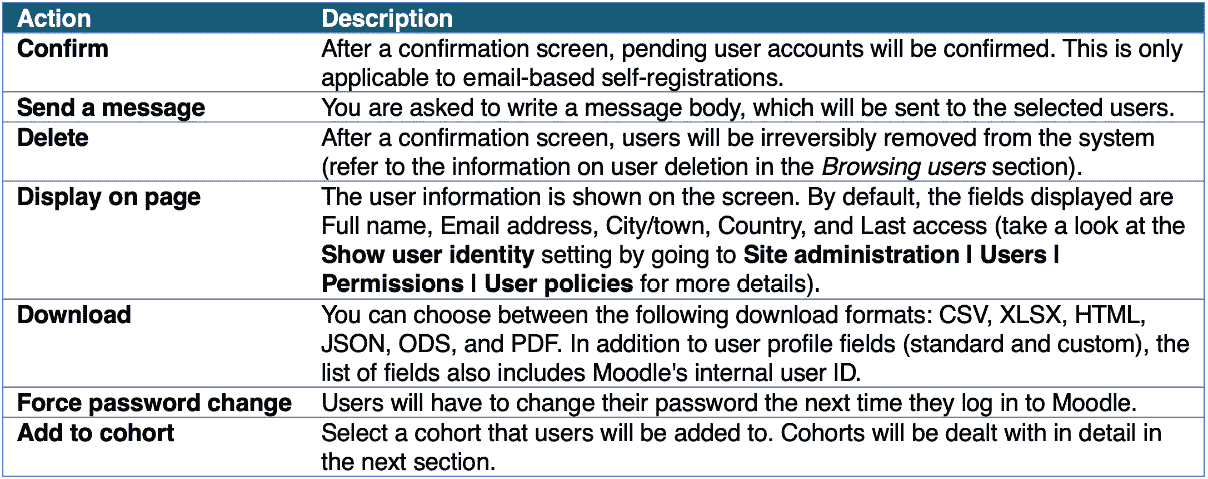 Action Description
Confirm After a confirmation screen, pending user accounts will be confirmed. This is only
applicable to email-based self-registrations.
Send a message You are asked to write a message body, which will be sent to the selected users.
Delete After a confirmation screen, users will be irreversibly removed from the system
(refer to the information on user deletion in the Browsing users section).
Display on page The user information is shown on the screen. By default, the fields displayed are
Full name, Email address, City/town, Country, and Last access (take a look at the
Show user identity setting by going to Site administration | Users |
Permissions | User policies for more details).
Download You can choose between the following download formats: CSV, XLSX, HTML,
JSON, ODS, and PDF. In addition to user profile fields (standard and custom), the
list of fields also includes Moodle's internal user ID.
Force password change Users will have to change their password the next time they log in to Moodle.
Add to cohort Select a cohort that users will be added to. Cohorts will be dealt with in detail in
the next section.